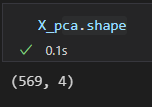 X_pca.shape
0.1s
(569, 4)